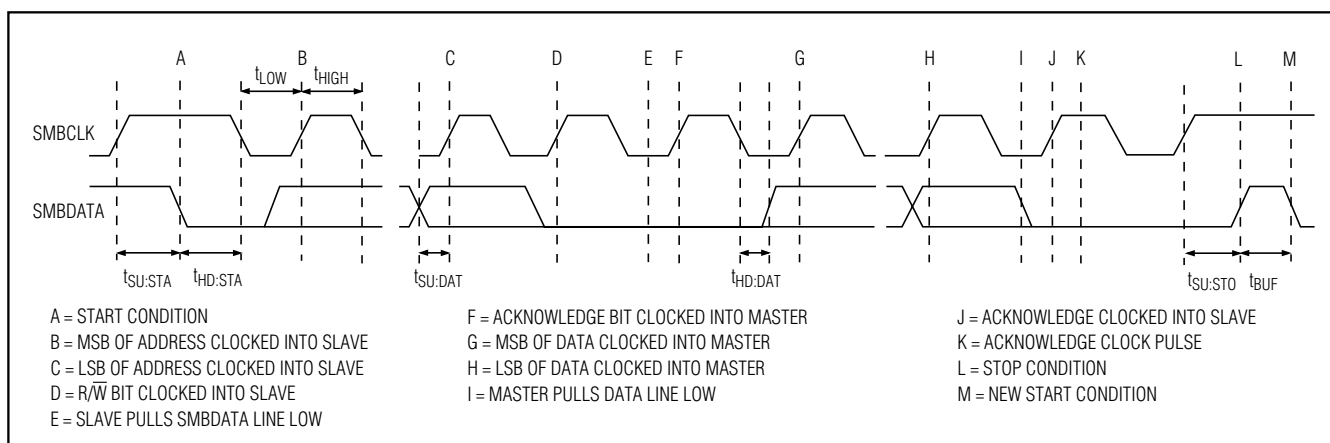 A B C D E F G H I J K L M
tLOW tHIGH
SMBCLK
SMBDATA
tSU:STA tHD:STA tSU:DAT tHD:DAT tSU:STO tBUF
A = START CONDITION
B = MSB OF ADDRESS CLOCKED INTO SLAVE
C = LSB OF ADDRESS CLOCKED INTO SLAVE
D = R/W̅ BIT CLOCKED INTO SLAVE
E = SLAVE PULLS SMBDATA LINE LOW
F = ACKNOWLEDGE BIT CLOCKED INTO MASTER
G = MSB OF DATA CLOCKED INTO MASTER
H = LSB OF DATA CLOCKED INTO MASTER
I = MASTER PULLS DATA LINE LOW
J = ACKNOWLEDGE CLOCKED INTO SLAVE
K = ACKNOWLEDGE CLOCK PULSE
L = STOP CONDITION
M = NEW START CONDITION